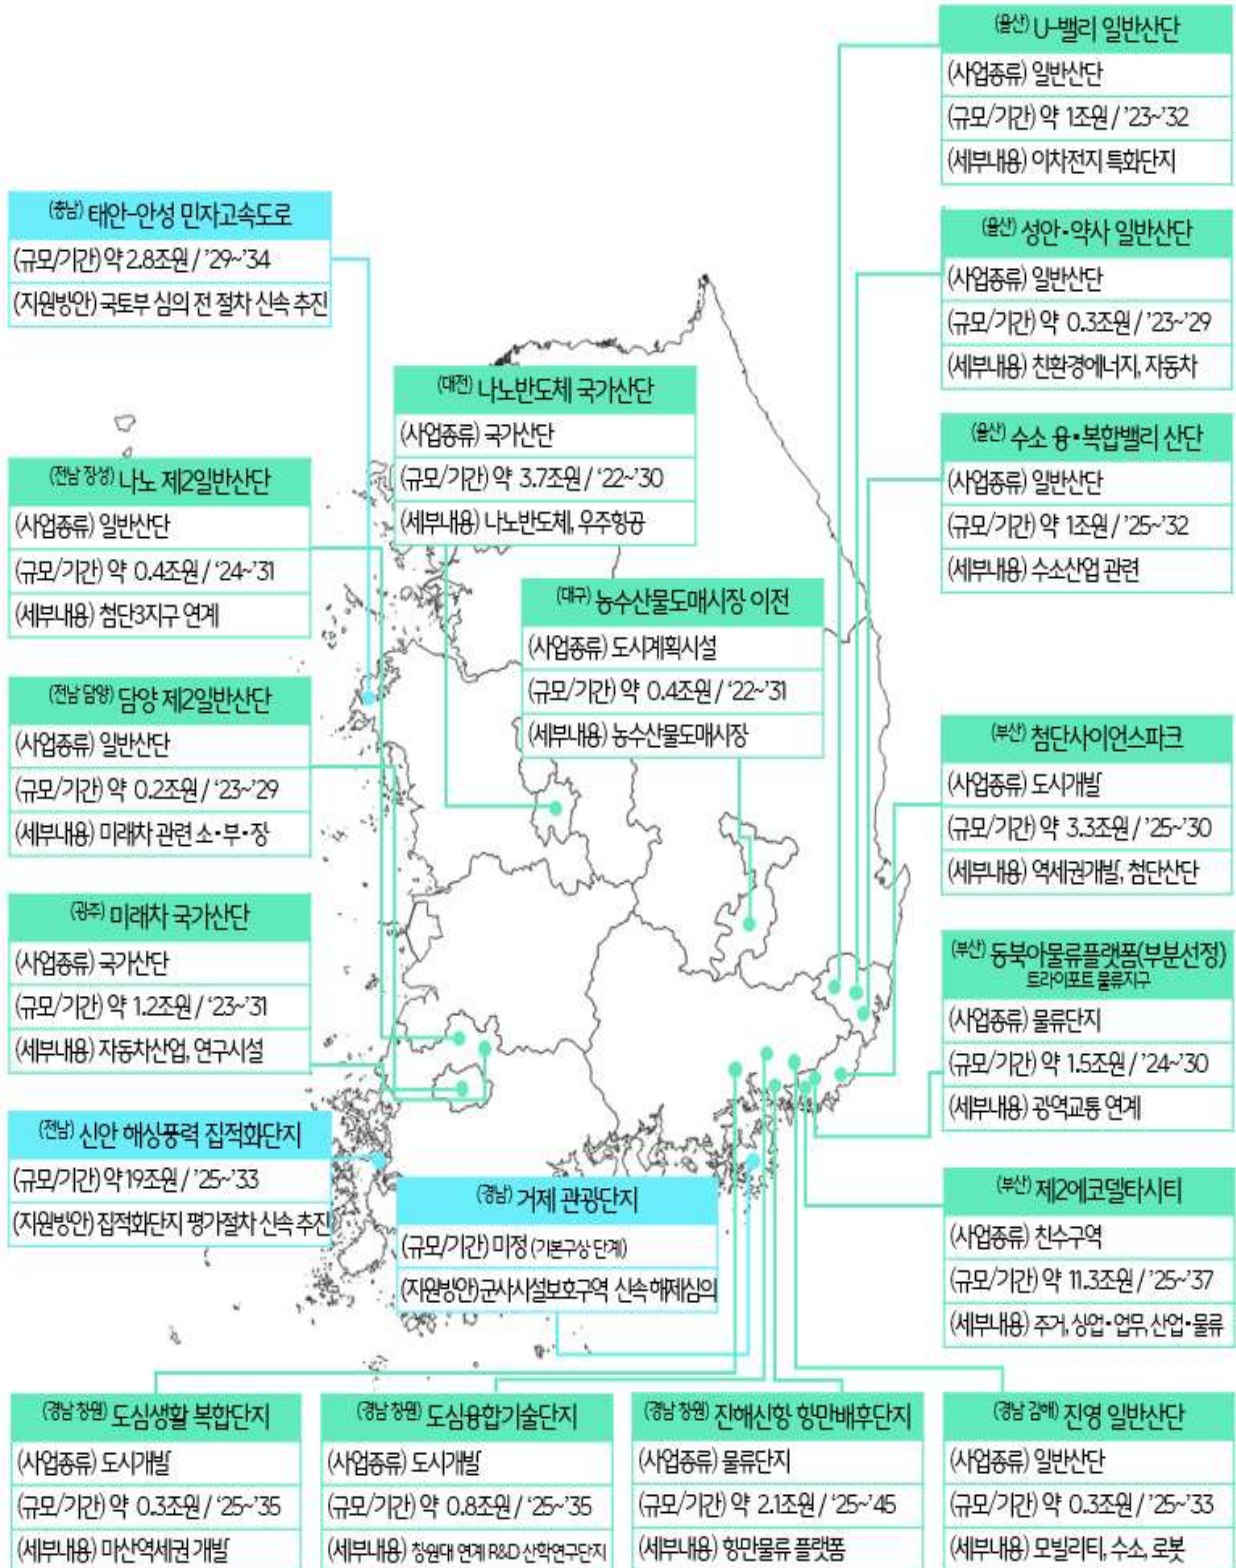 (울산) U-밸리 일반산단
(사업종류) 일반산단
(규모/기간) 약 1조원 / '23~'32
(세부내용) 이차전지 특화단지
(충남) 태안-안성 민자고속도로
(규모/기간) 약 2.8조원 / '29~'34
(지원방안) 국토부 심의 전 절차 신속 추진
(울산) 성안·약사 일반산단
(사업종류) 일반산단
(규모/기간) 약 0.3조원 / '23~'29
(세부내용) 친환경에너지, 자동차
(대전) 나노반도체 국가산단
(사업종류) 국가산단
(규모/기간) 약 3.7조원 / '22~'30
(세부내용) 나노반도체, 우주항공
(울산) 수소 융·복합밸리 산단
(사업종류) 일반산단
(규모/기간) 약 1조원 / '25~'32
(세부내용) 수소산업 관련
(전남 장성) 나노 제2일반산단
(사업종류) 일반산단
(규모/기간) 약 0.4조원 / '24~'31
(세부내용) 첨단3지구 연계
(대구) 농수산물도매시장 이전
(사업종류) 도시계획시설
(규모/기간) 약 0.4조원 / '22~'31
(세부내용) 농수산물도매시장
(전남 담양) 담양 제2일반산단
(사업종류) 일반산단
(규모/기간) 약 0.2조원 / '23~'29
(세부내용) 미래차 관련 소·부·장
(부산) 첨단사이언스파크
(사업종류) 도시개발
(규모/기간) 약 3.3조원 / '25~'30
(세부내용) 역세권개발, 첨단산단
(광주) 미래차 국가산단
(사업종류) 국가산단
(규모/기간) 약 1.2조원 / '23~'31
(세부내용) 자동차산업, 연구시설
(부산) 동북아물류플랫폼(부분선정)
트라이포트 물류지구
(사업종류) 물류단지
(규모/기간) 약 1.5조원 / '24~'30
(세부내용) 광역교통 연계
(전남) 신안 해상풍력 집적화단지
(규모/기간) 약 19조원 / '25~'33
(지원방안) 집적화단지 평가절차 신속 추진
(경남) 거제 관광단지
(규모/기간) 미정 (기본구상 단계)
(지원방안) 군사시설보호구역 신속 해제심의
(부산) 제2에코델타시티
(사업종류) 친수구역
(규모/기간) 약 11.3조원 / '25~'37
(세부내용) 주거, 상업·업무, 산업·물류
(경남 창원) 도심생활 복합단지
(사업종류) 도시개발
(규모/기간) 약 0.3조원 / '25~'35
(세부내용) 마산역세권 개발
(경남 창원) 도심융합기술단지
(사업종류) 도시개발
(규모/기간) 약 0.8조원 / '25~'35
(세부내용) 창원대 연계 R&D 산학연구단지
(경남 창원) 진해신항 항만배후단지
(사업종류) 물류단지
(규모/기간) 약 2.1조원 / '25~'45
(세부내용) 항만물류 플랫폼
(경남 김해) 진영 일반산단
(사업종류) 일반산단
(규모/기간) 약 0.3조원 / '25~'33
(세부내용) 모빌리티, 수소, 로봇